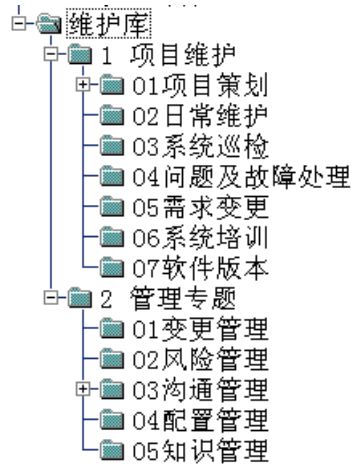 维护库
1 项目维护
01项目策划
02日常维护
03系统巡检
04问题及故障处理
05需求变更
06系统培训
07软件版本
2 管理专题
01变更管理
02风险管理
03沟通管理
04配置管理
05知识管理